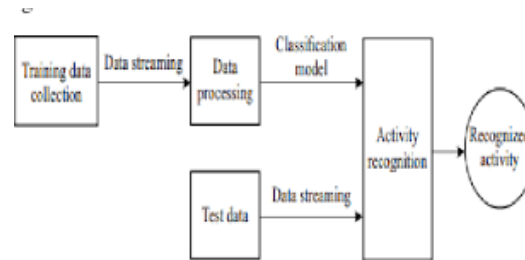 Training data
collection
Data streaming
Data
processing
Classification
model
Activity
recognition
Recognized
activity
Test data
Data streaming